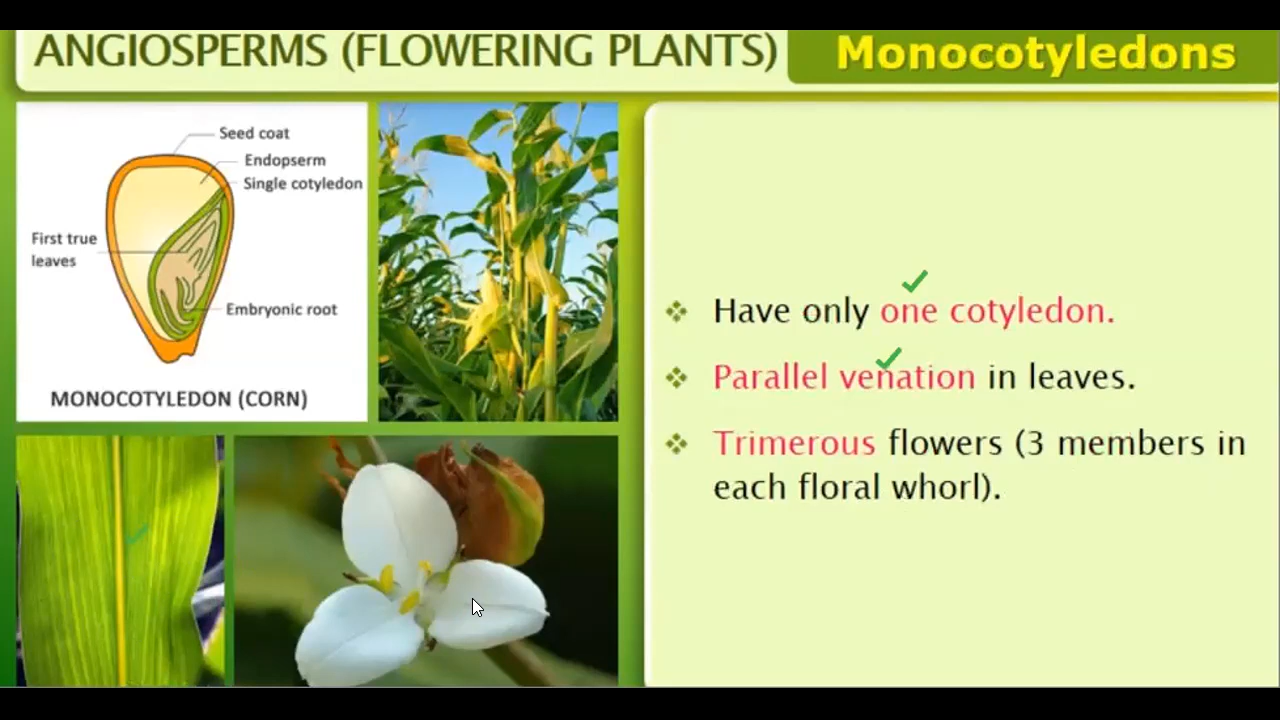 ANGIOSPERMS (FLOWERING PLANTS)
Monocotyledons
Seed coat
Endopserm
Single cotyledon
First true
leaves
Embryonic root
MONOCOTYLEDON (CORN)
Have only one cotyledon.
Parallel venation in leaves.
Trimerous flowers (3 members in
each floral whorl).